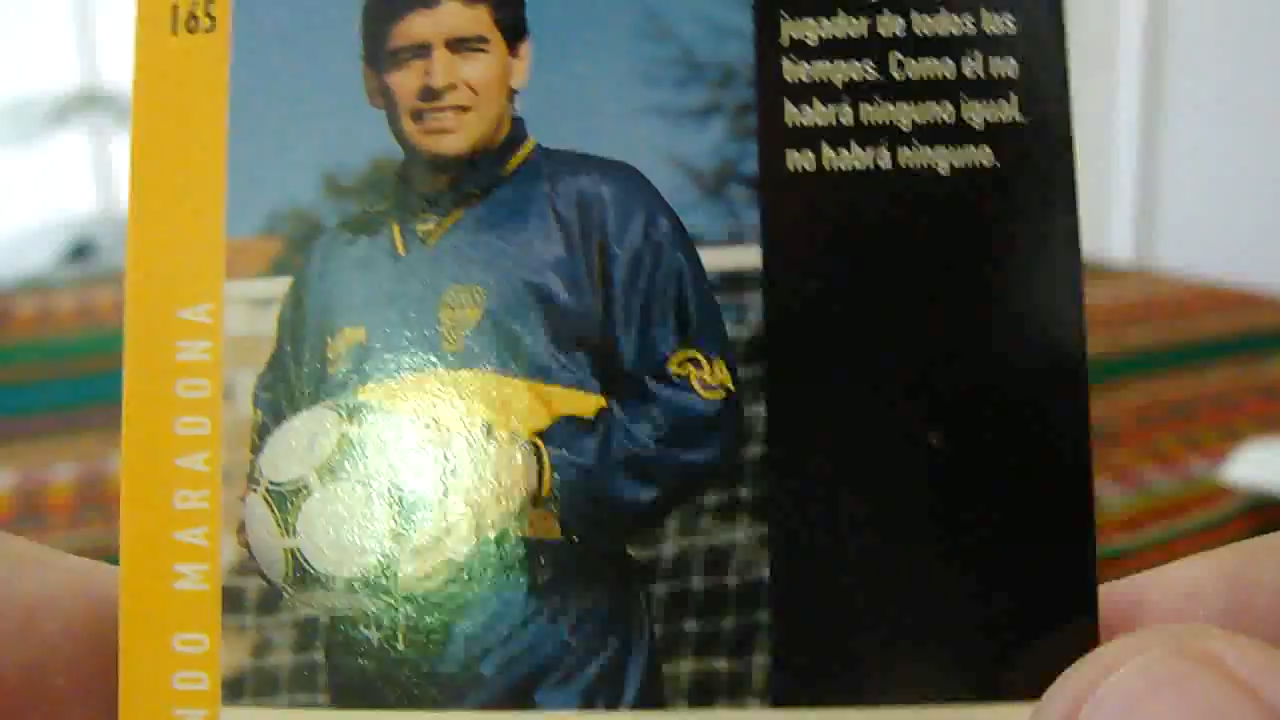 165
NDO MARADONA
jugador de todos los
tiempos. Como él no
habrá ninguno igual,
no habrá ninguno.